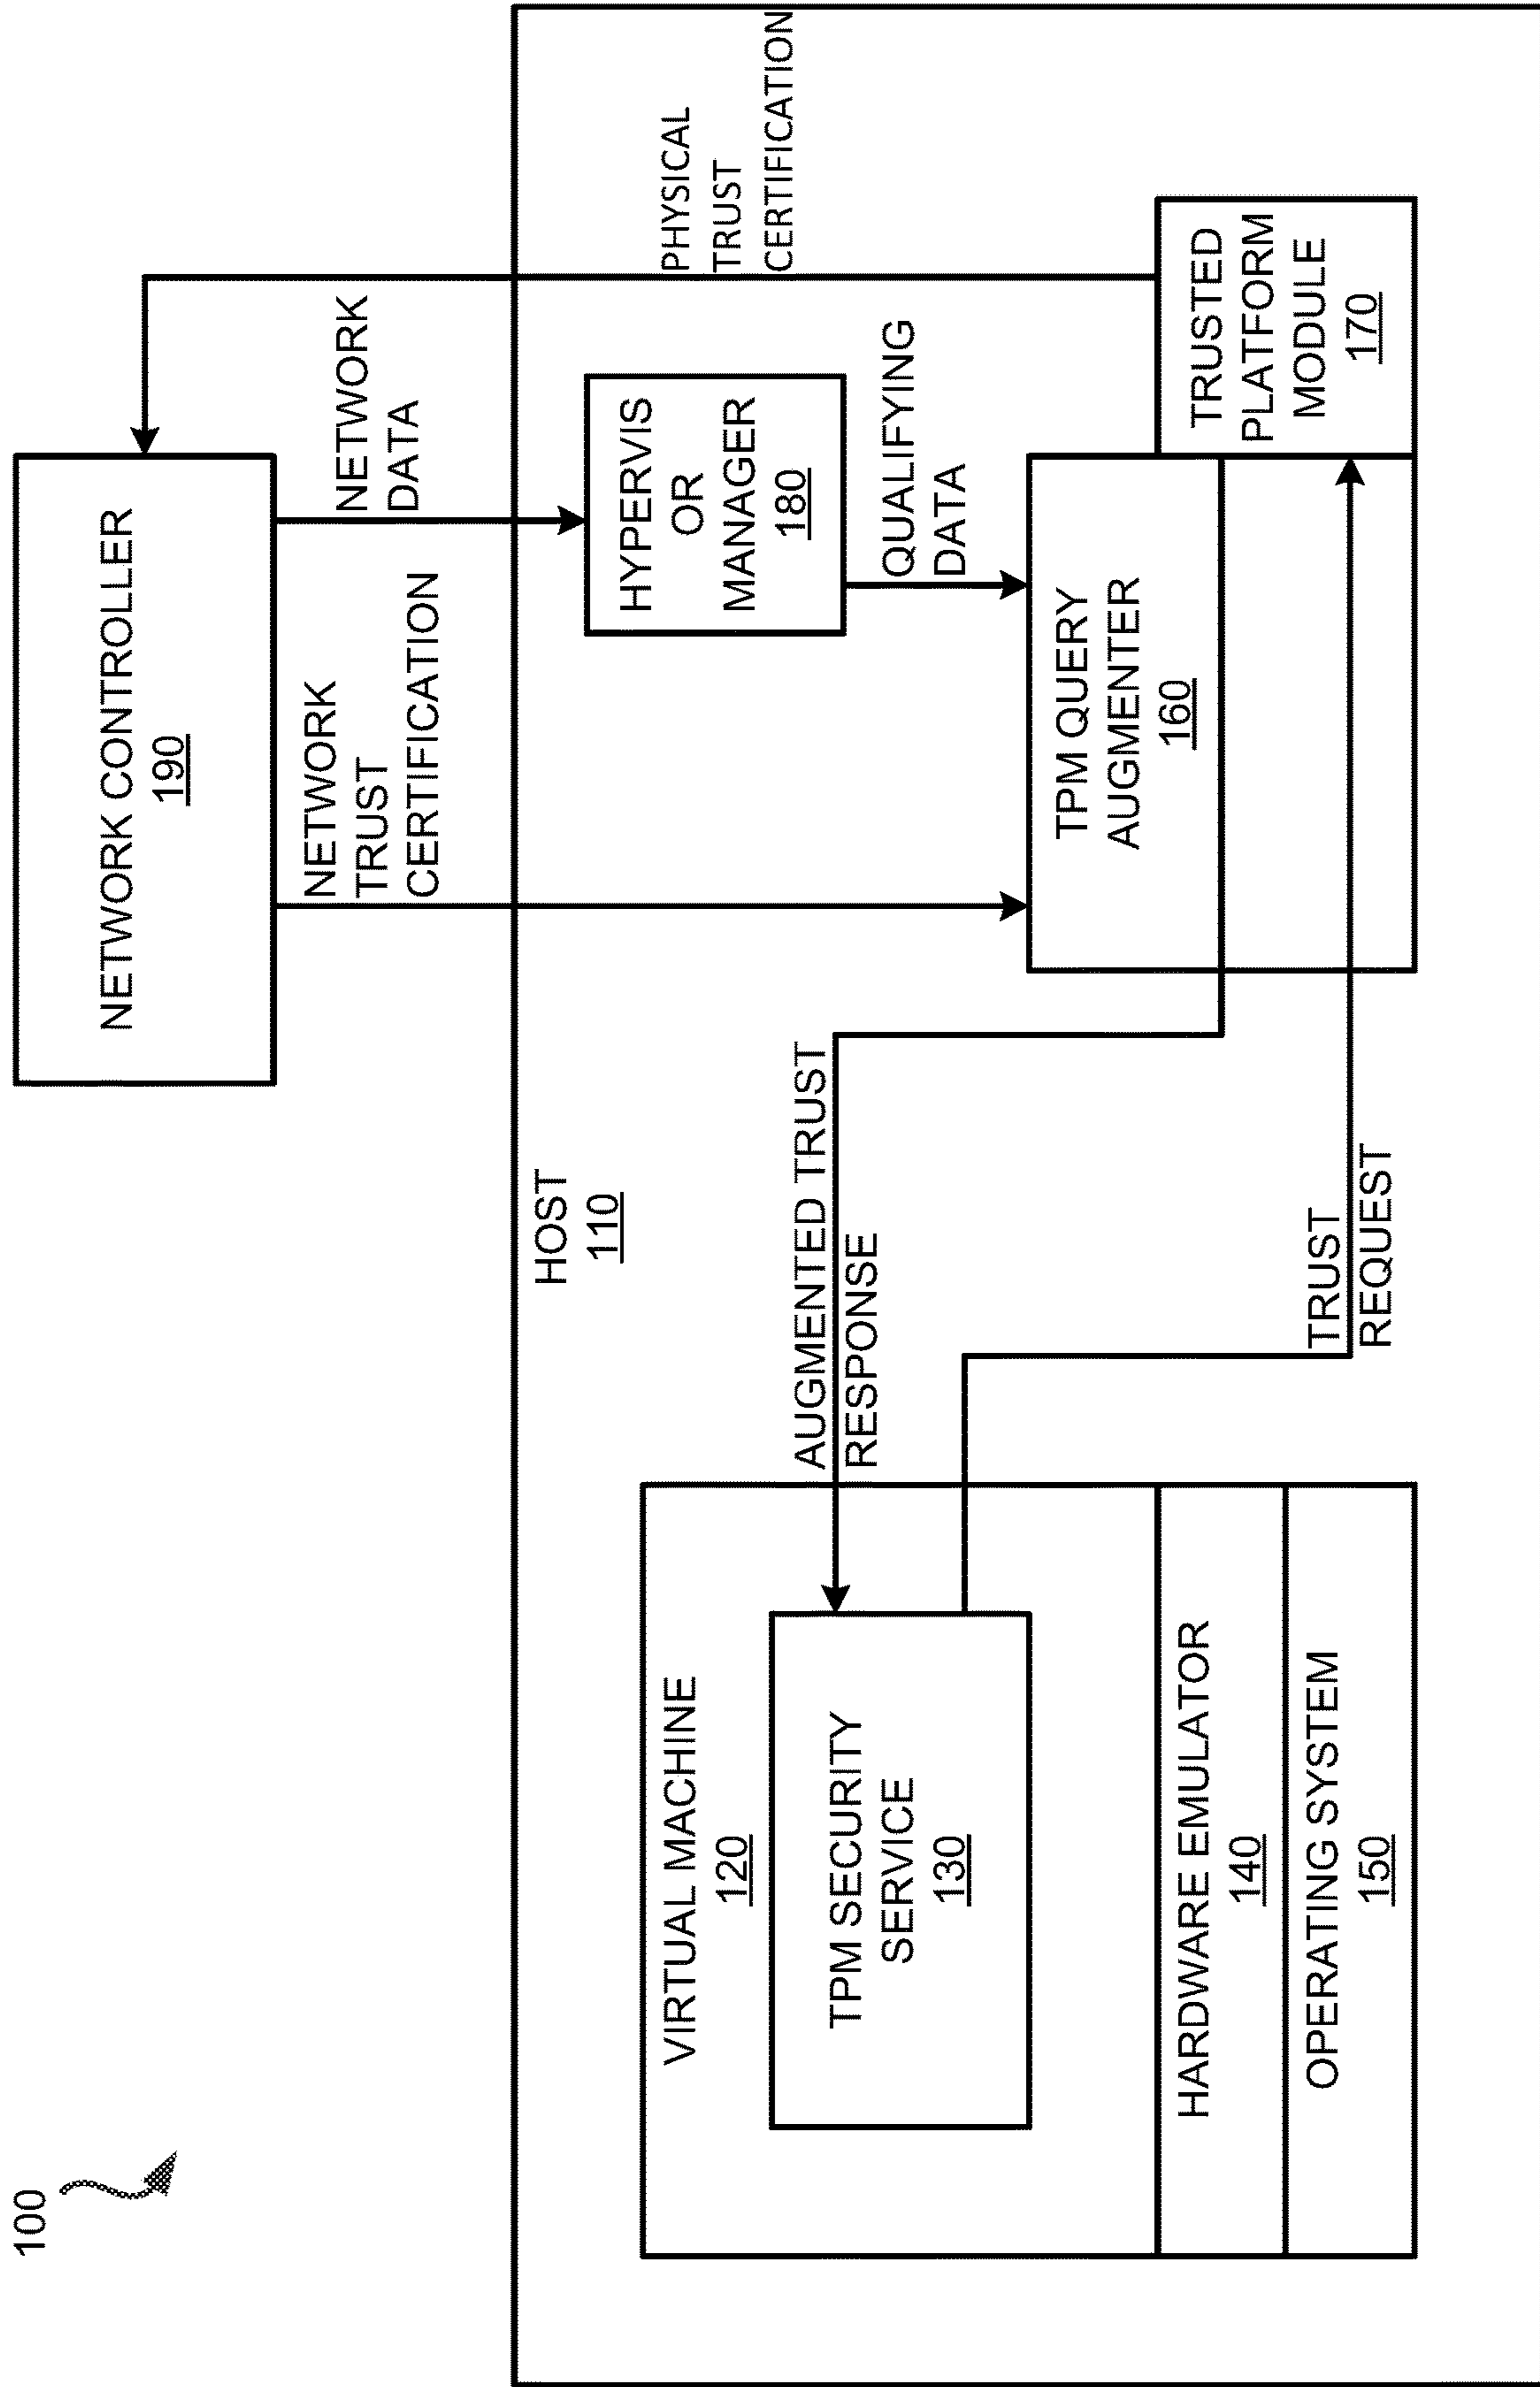 100
NETWORK CONTROLLER
190
NETWORK
TRUST
CERTIFICATION
NETWORK
DATA
PHYSICAL
TRUST
CERTIFICATION
HOST
110
HYPERVIS
OR
MANAGER
180
QUALIFYING
DATA
VIRTUAL MACHINE
120
TPM SECURITY
SERVICE
130
HARDWARE EMULATOR
140
OPERATING SYSTEM
150
AUGMENTED TRUST
RESPONSE
TRUST
REQUEST
TPM QUERY
AUGMENTER
160
TRUSTED
PLATFORM
MODULE
170